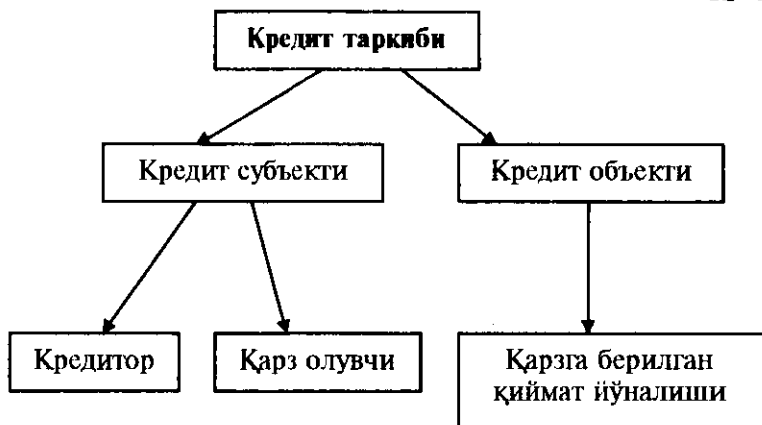 Кредит таркиби
Кредит субъекти
Кредит объекти
Кредитор
Қарз олувчи
Қарзга берилган
қиймат йўналиши